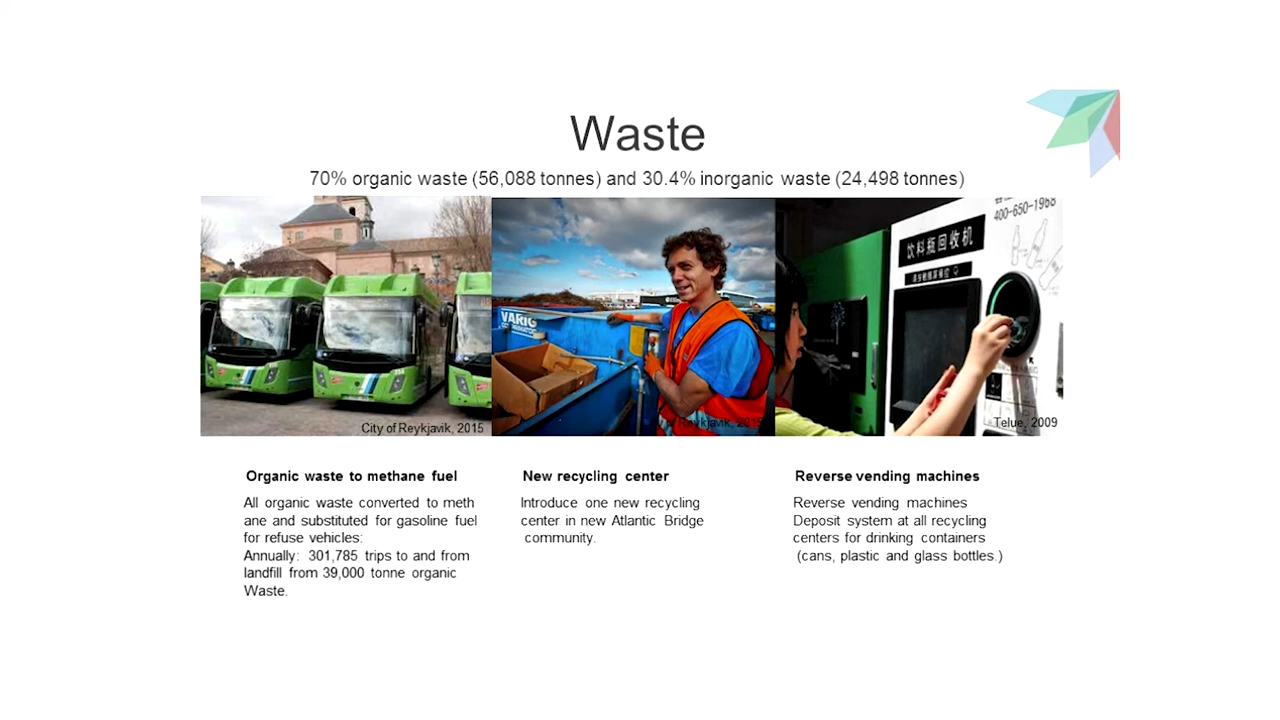 Waste
70% organic waste (56,088 tonnes) and 30.4% inorganic waste (24,498 tonnes)
City of Reykjavik, 2015
VARIG
Reykjavik, 201
400-650-1968
饮料瓶回收机
Telue, 2009
Organic waste to methane fuel
All organic waste converted to meth
ane and substituted for gasoline fuel
for refuse vehicles:
Annually: 301,785 trips to and from
landfill from 39,000 tonne organic
Waste.
New recycling center
Introduce one new recycling
center in new Atlantic Bridge
community.
Reverse vending machines
Reverse vending machines
Deposit system at all recycling
centers for drinking containers
(cans, plastic and glass bottles.)